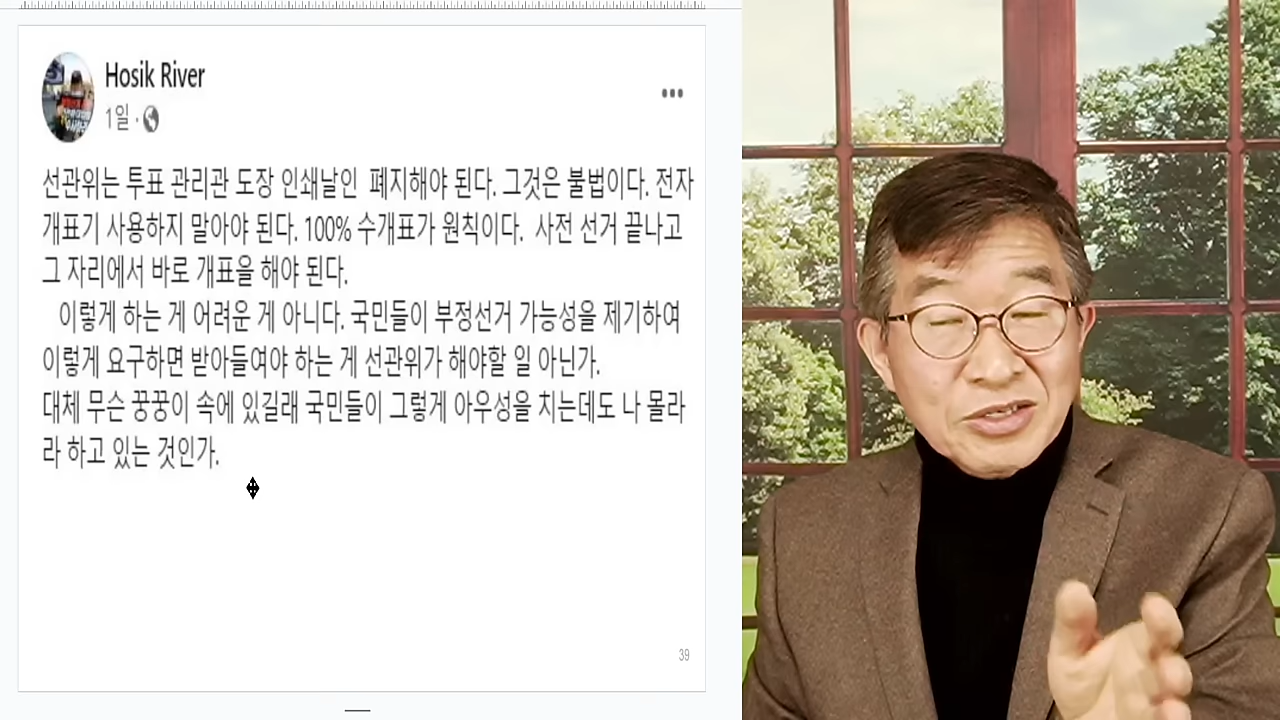 Hosik River
1일 ·
선관위는 투표 관리관 도장 인쇄날인 폐지해야 된다. 그것은 불법이다. 전자
개표기 사용하지 말아야 된다. 100% 수개표가 원칙이다. 사전 선거 끝나고
그 자리에서 바로 개표을 해야 된다.
이렇게 하는 게 어려운 게 아니다. 국민들이 부정선거 가능성을 제기하여
이렇게 요구하면 받아들여야 하는 게 선관위가 해야할 일 아닌가.
대체 무슨 꿍꿍이 속에 있길래 국민들이 그렇게 아우성을 치는데도 나 몰라
라 하고 있는 것인가.
39